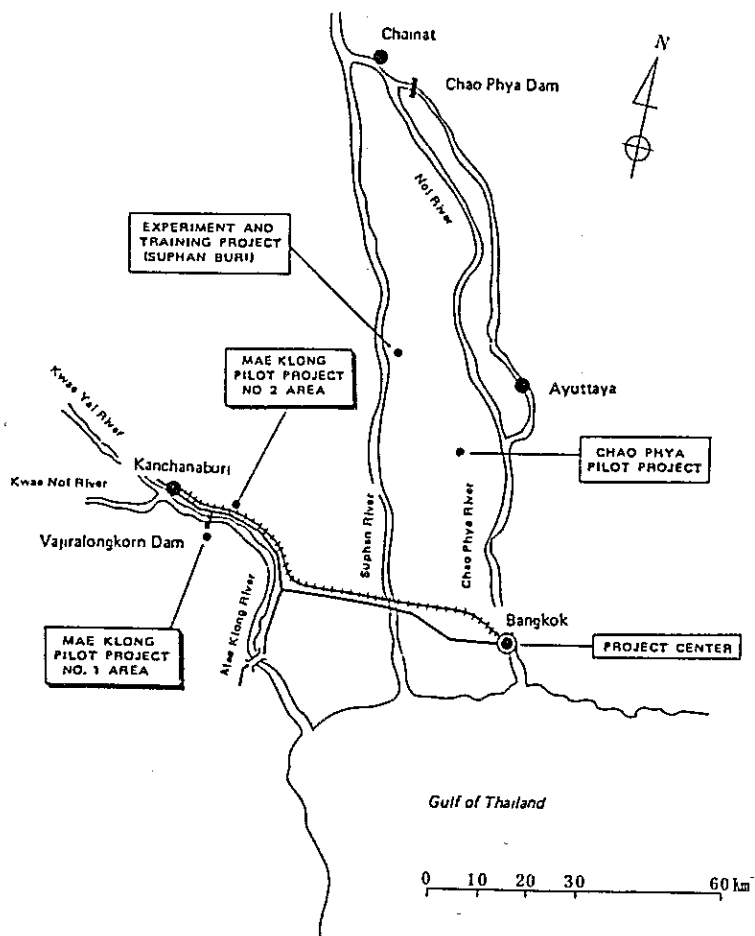 Chainat
N
Chao Phya Dam
Noi River
EXPERIMENT AND
TRAINING PROJECT
(SUPHAN BURI)
MAE KLONG
PILOT PROJECT
NO 2 AREA
Ayuttaya
Kwae Yai River
CHAO PHYA
PILOT PROJECT
Kanchanaburi
Kwae Noi River
Suphan River
Chao Phya River
Vajiralongkorn Dam
Mae Klong River
Bangkok
MAE KLONG
PILOT PROJECT
NO. 1 AREA
PROJECT CENTER
Gulf of Thailand
0 10 20 30 60 km